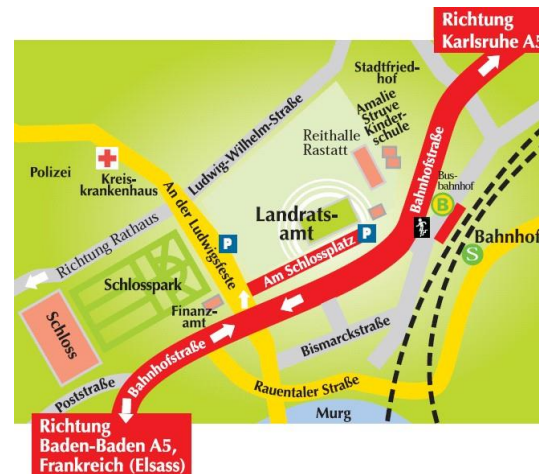 Richtung
Karlsruhe A5
Stadtfried-
hof
Amalie
Struve
Kinder-
schule
Reithalle
Rastatt
Ludwig-Wilhelm-Straße
Bahnhofstraße
Bus-
bahnhof
B
Polizei
Kreis-
krankenhaus
An der Ludwigsfeste
Landrats-
amt
P
P
Am Schlossplatz
Bahnhof
S
Richtung Rathaus
Schlosspark
Schloss
Finanz-
amt
Bismarckstraße
Bahnhofstraße
Poststraße
Rauentaler Straße
Murg
Richtung
Baden-Baden A5,
Frankreich (Elsass)